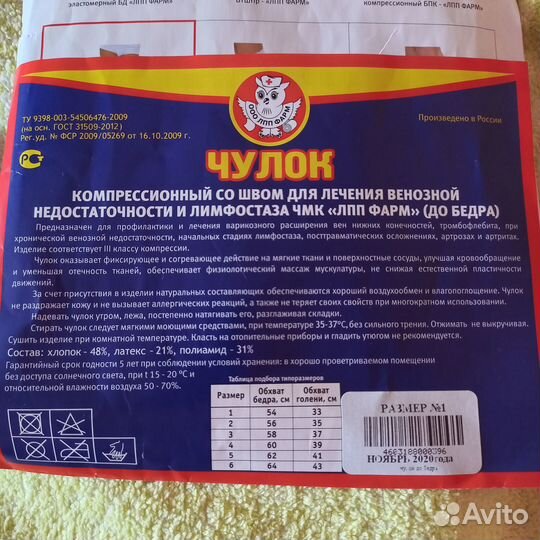 эластомерный БД «ЛПП ФАРМ»
- «ЛПП ФАРМ»
компрессионный БПК - «ЛПП ФАРМ»
ТУ 9398-003-54506476-2009
(на осн. ГОСТ 31509-2012)
Рег.уд. № ФСР 2009/05269 от 16.10.2009 г.
ООО ЛПП ФАРМ
Произведено в России
ЧУЛОК
КОМПРЕССИОННЫЙ СО ШВОМ ДЛЯ ЛЕЧЕНИЯ ВЕНОЗНОЙ
НЕДОСТАТОЧНОСТИ И ЛИМФОСТАЗА ЧМК «ЛПП ФАРМ» (ДО БЕДРА)
Предназначен для профилактики и лечения варикозного расширения вен нижних конечностей, тромбофлебита, при
хронической венозной недостаточности, начальных стадиях лимфостаза, посттравматических осложнениях, артрозах и артритах.
Изделие соответствует III классу компрессии.
Чулок оказывает фиксирующее и согревающее действие на мягкие ткани и поверхностные сосуды, улучшая кровообращение
и уменьшая отечность тканей, обеспечивает физиологический массаж мускулатуры, не снижая естественной пластичности
движений.
За счет присутствия в изделии натуральных составляющих обеспечиваются хороший воздухообмен и влагопоглощение. Чулок
не раздражает кожу и не вызывает аллергических реакций, а также не теряет своих свойств при многократном использовании.
Надевать чулок утром, лежа, постепенно натягивать его, разглаживая складки.
Стирать чулок следует мягкими моющими средствами, при температуре 35-37°С, без сильного трения. Отжимать не выкручивая.
Сушить изделие при комнатной температуре. Класть на отопительные приборы и гладить утюгом не рекомендуется.
Состав: хлопок - 48%, латекс - 21%, полиамид - 31%
Гарантийный срок годности 5 лет при соблюдении условий хранения: в хорошо проветриваемом помещении
без доступа солнечного света, при t 15 - 20 °С и
относительной влажности воздуха 50 - 70%.
Таблица подбора типоразмеров
Размер Обхват бедра, см Обхват голени, см
1 54 33
2 56 35
3 58 37
4 60 39
5 62 41
6 64 43
РАЗМЕР №1
4603188000396
НОЯБРЬ 2020года
чулок до бедра
Avito